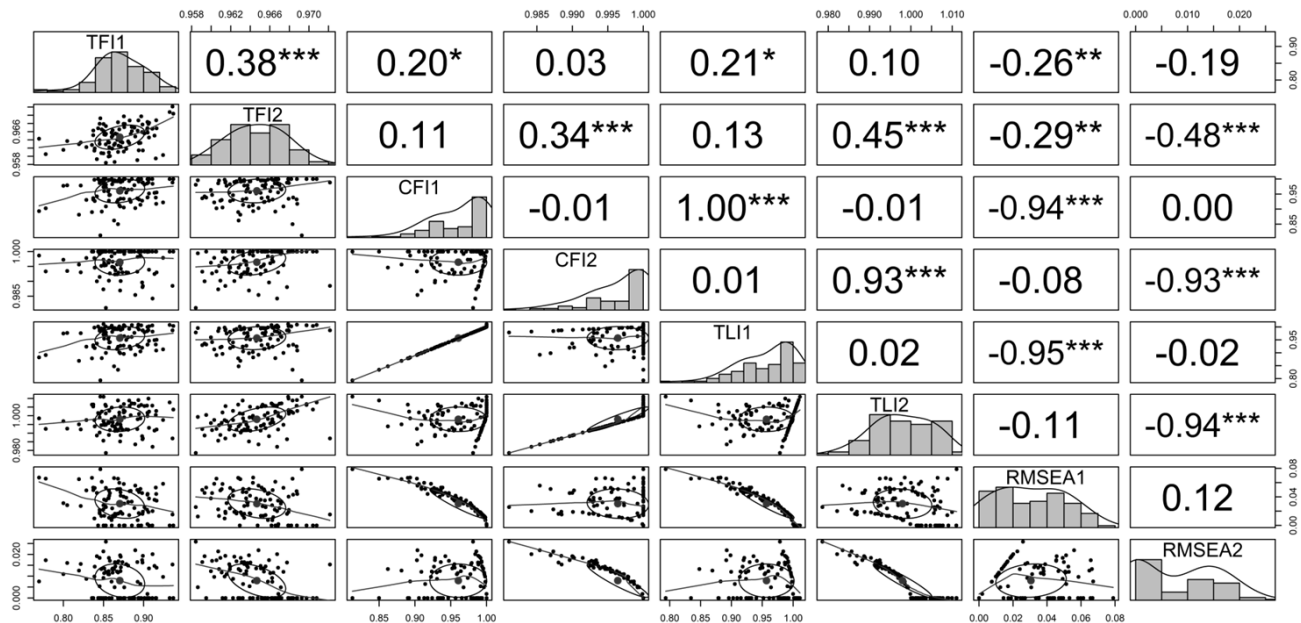 0.958 0.962 0.966 0.970 0.985 0.990 0.995 1.000 0.980 0.990 1.000 1.010 0.000 0.010 0.020
TFI1 0.38*** 0.20* 0.03 0.21* 0.10 -0.26** -0.19 0.80 0.90
0.958 0.966 TFI2 0.11 0.34*** 0.13 0.45*** -0.29** -0.48***
CFI1 -0.01 1.00*** -0.01 -0.94*** 0.00 0.85 0.95
0.985 1.000 CFI2 0.01 0.93*** -0.08 -0.93***
TLI1 0.02 -0.95*** -0.02 0.80 0.95
0.980 1.000 TLI2 -0.11 -0.94***
RMSEA1 0.12 0.00 0.04 0.08
0.000 0.020 RMSEA2
0.80 0.85 0.90 0.85 0.90 0.95 1.00 0.80 0.85 0.90 0.95 1.00 0.00 0.02 0.04 0.06 0.08